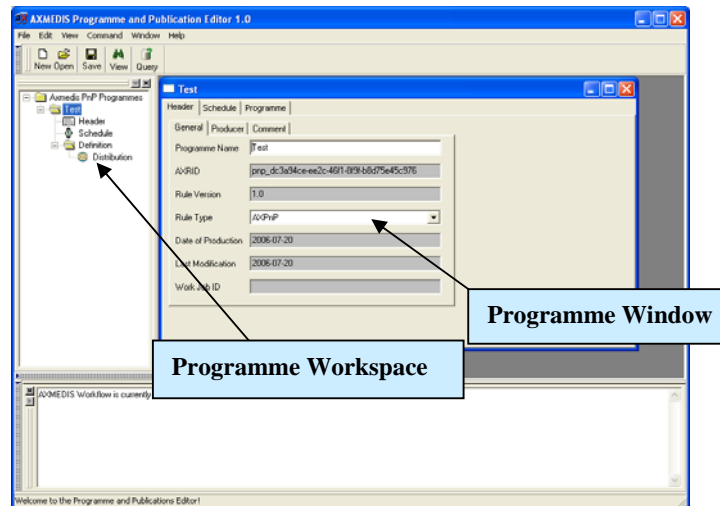 AXMEDIS Programme and Publication Editor 1.0
File Edit View Command Window Help
New Open Save View Query
Axmedis PnP Programmes
Test
Header
Schedule
Definition
Distribution
Test
Header Schedule Programme
General Producer Comment
Programme Name Test
AXRID pnp_dc3a94ce-ee2c-46f1-8f9f-b8d75e45c976
Rule Version 1.0
Rule Type AXPnP
Date of Production 2006-07-20
Last Modification 2006-07-20
Work Job ID
Programme Window
Programme Workspace
AXMEDIS Workflow is currently
Welcome to the Programme and Publications Editor!